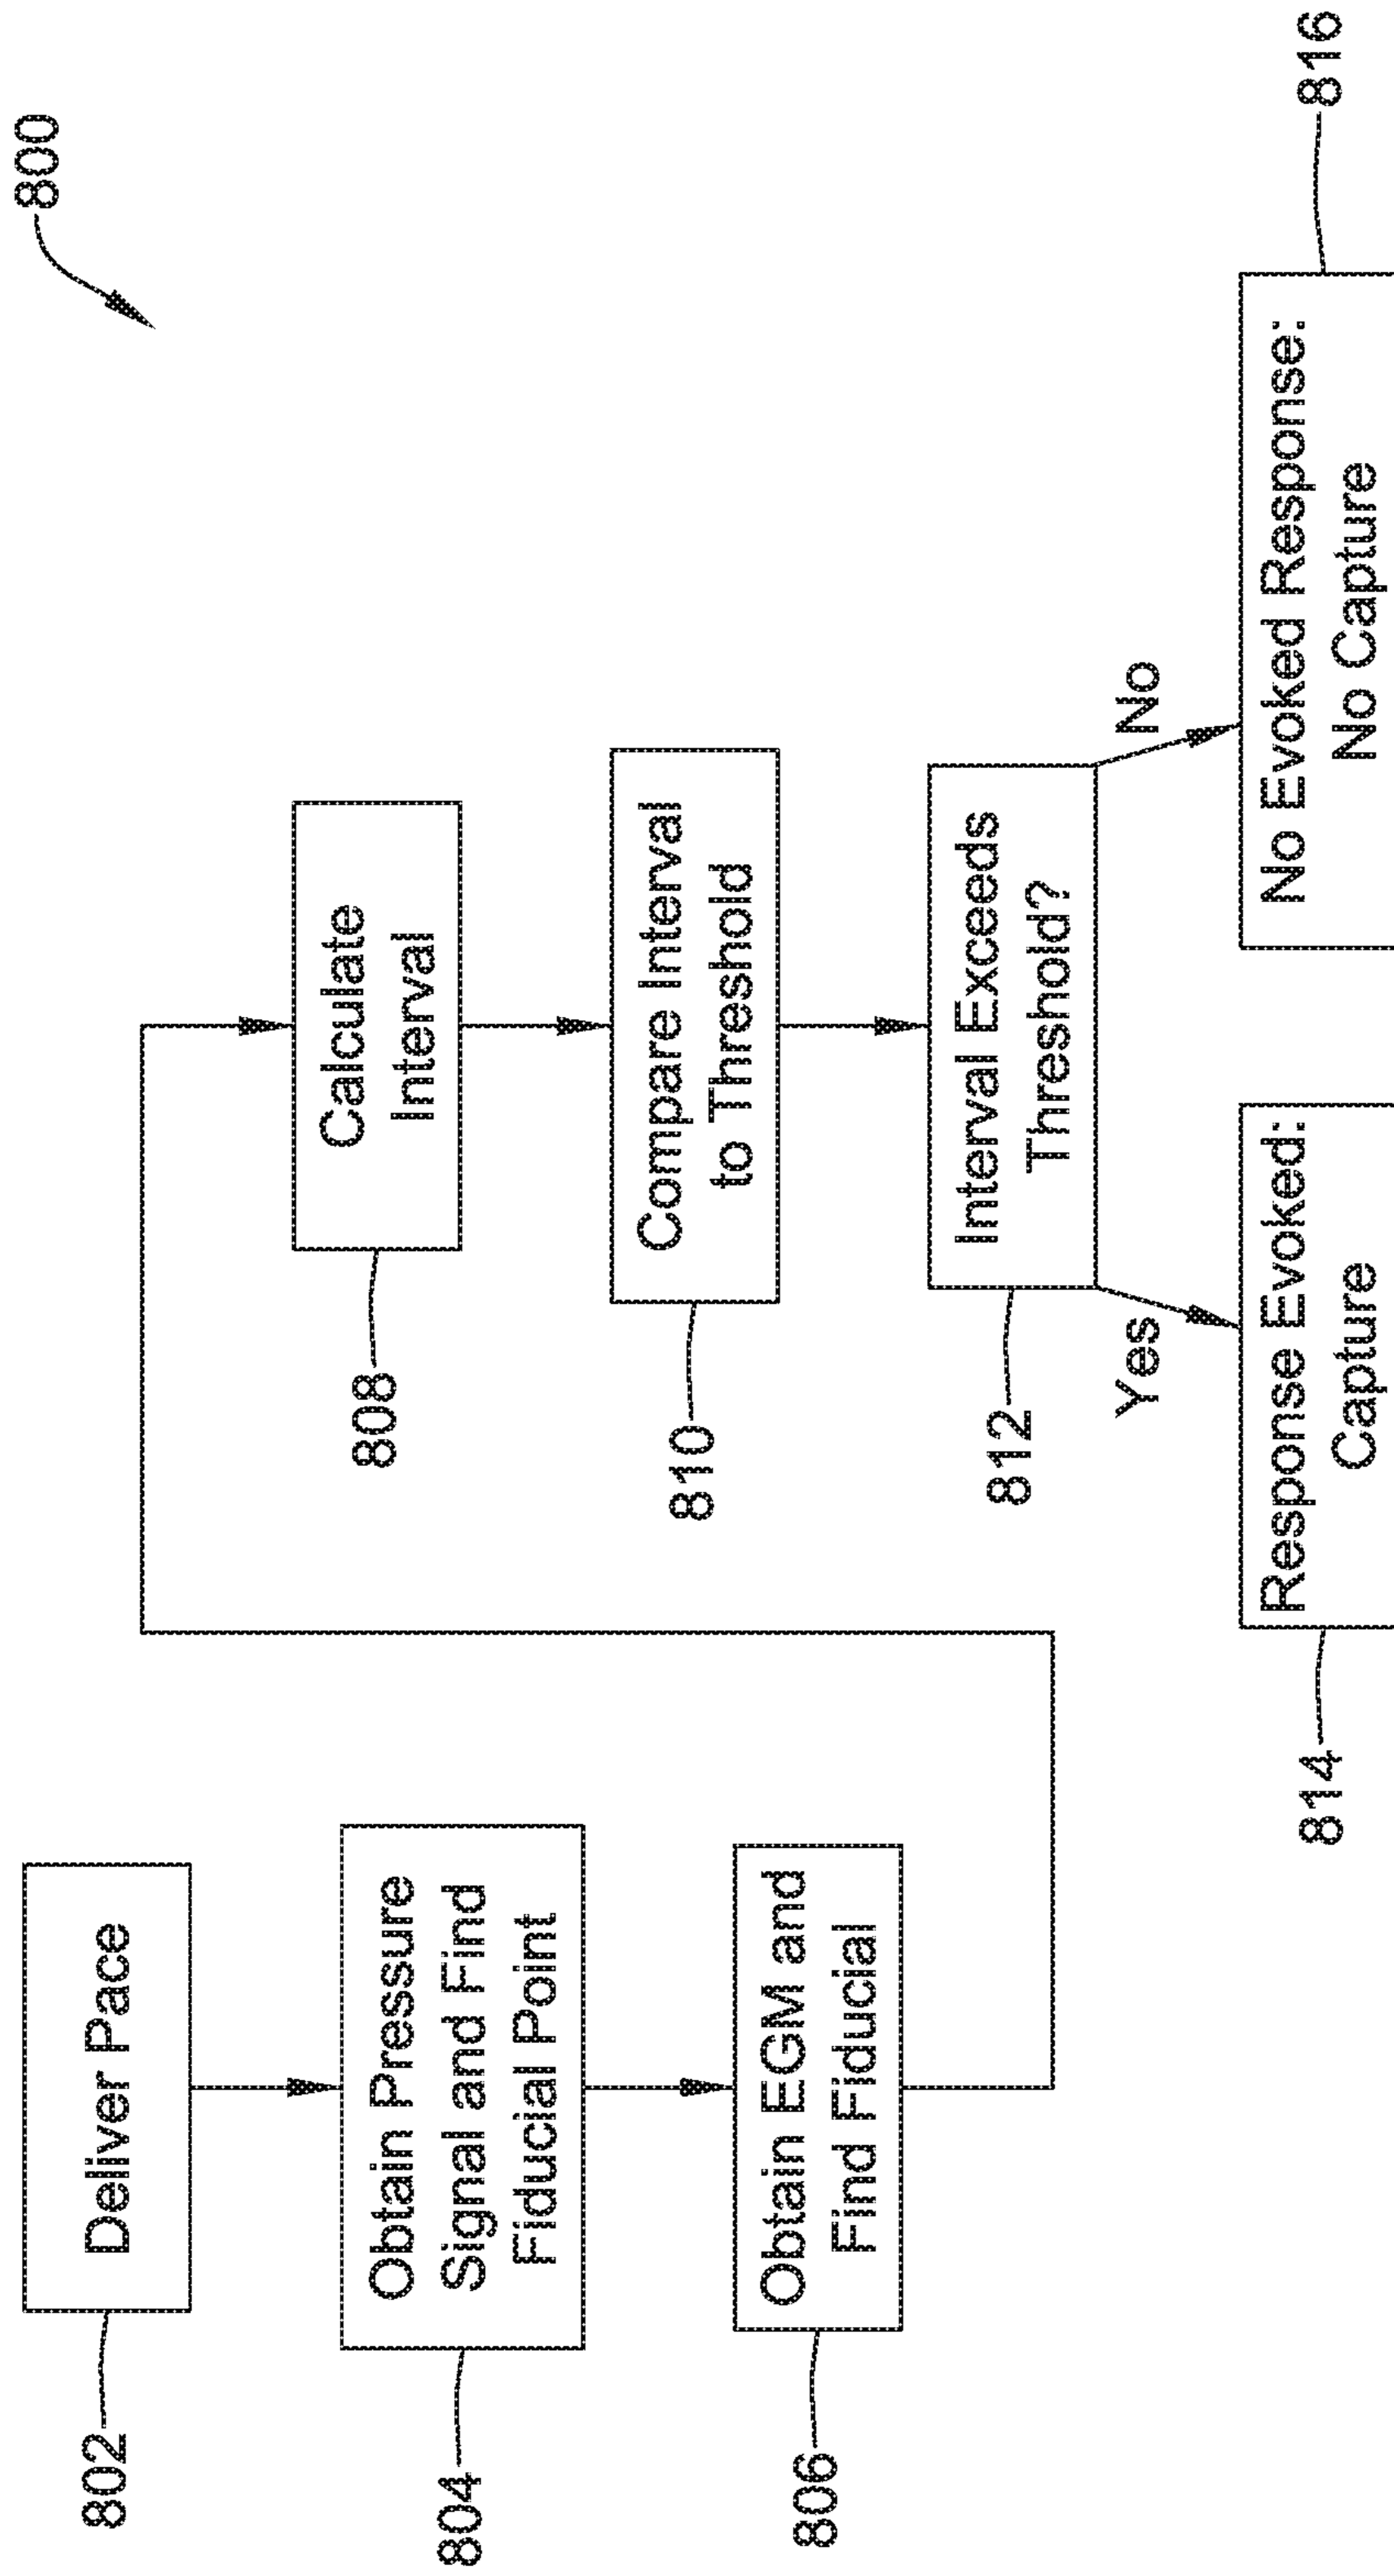 800
802
Deliver Pace
804
Obtain Pressure
Signal and Find
Fiducial Point
806
Obtain EGM and
Find Fiducial
808
Calculate
Interval
810
Compare Interval
to Threshold
812
Interval Exceeds
Threshold?
Yes
No
814
Response Evoked:
Capture
No Evoked Response:
No Capture
816